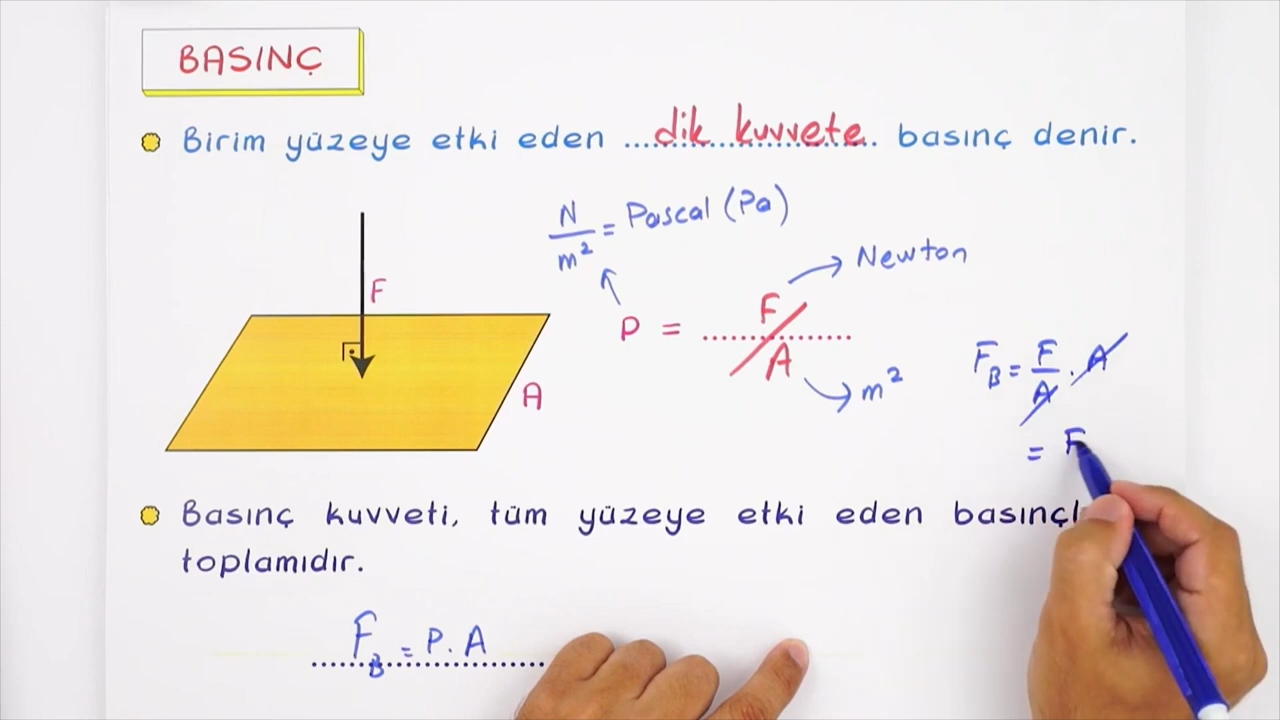 BASINÇ
Birim yüzeye etki eden ...dik kuvvete... basınç denir.
N/m² = Pascal (Pa)
F
Newton
P = F/A
A
m²
F_B = F/A . A
= F
Basınç kuvveti, tüm yüzeye etki eden
toplamıdır.
F_B = P . A